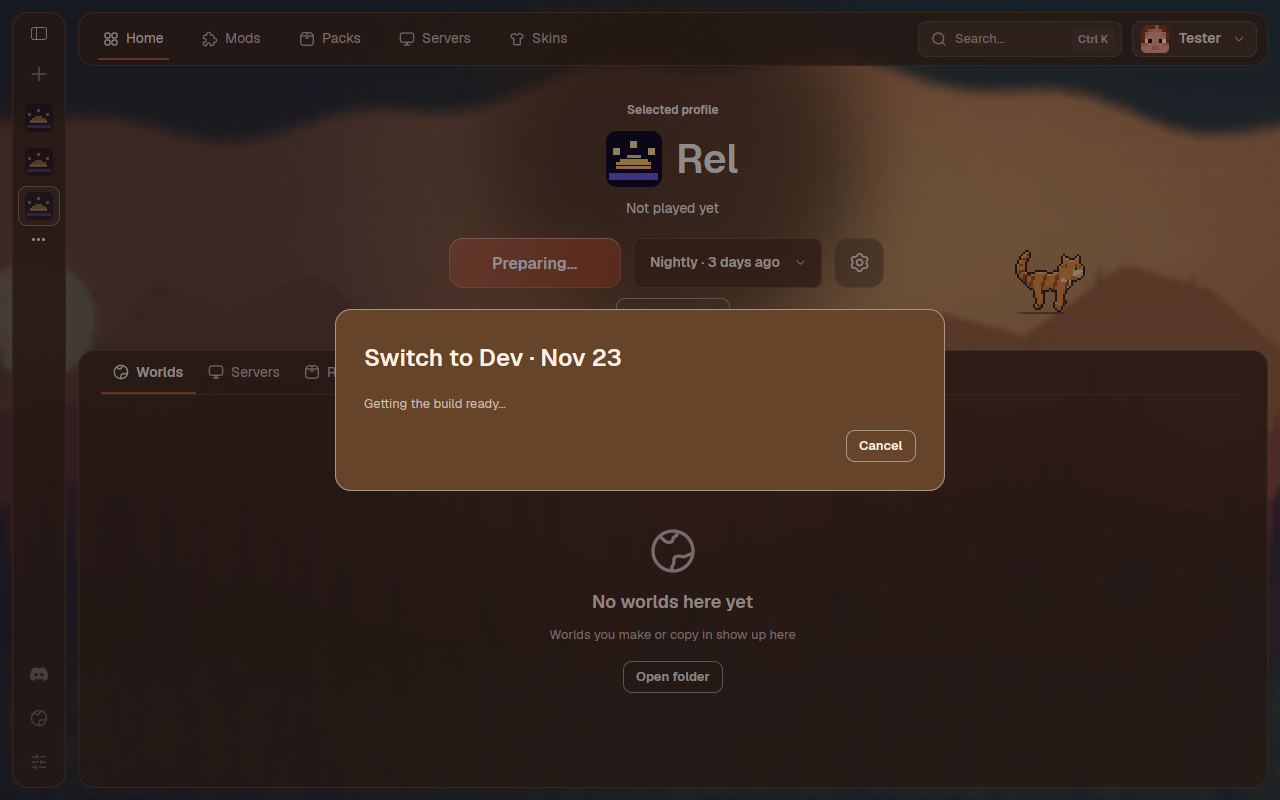 Home
Mods
Packs
Servers
Skins
Search...
Ctrl K
Tester
Selected profile
Rel
Not played yet
Preparing...
Nightly · 3 days ago
Worlds
Servers
R
Switch to Dev · Nov 23
Getting the build ready...
Cancel
No worlds here yet
Worlds you make or copy in show up here
Open folder